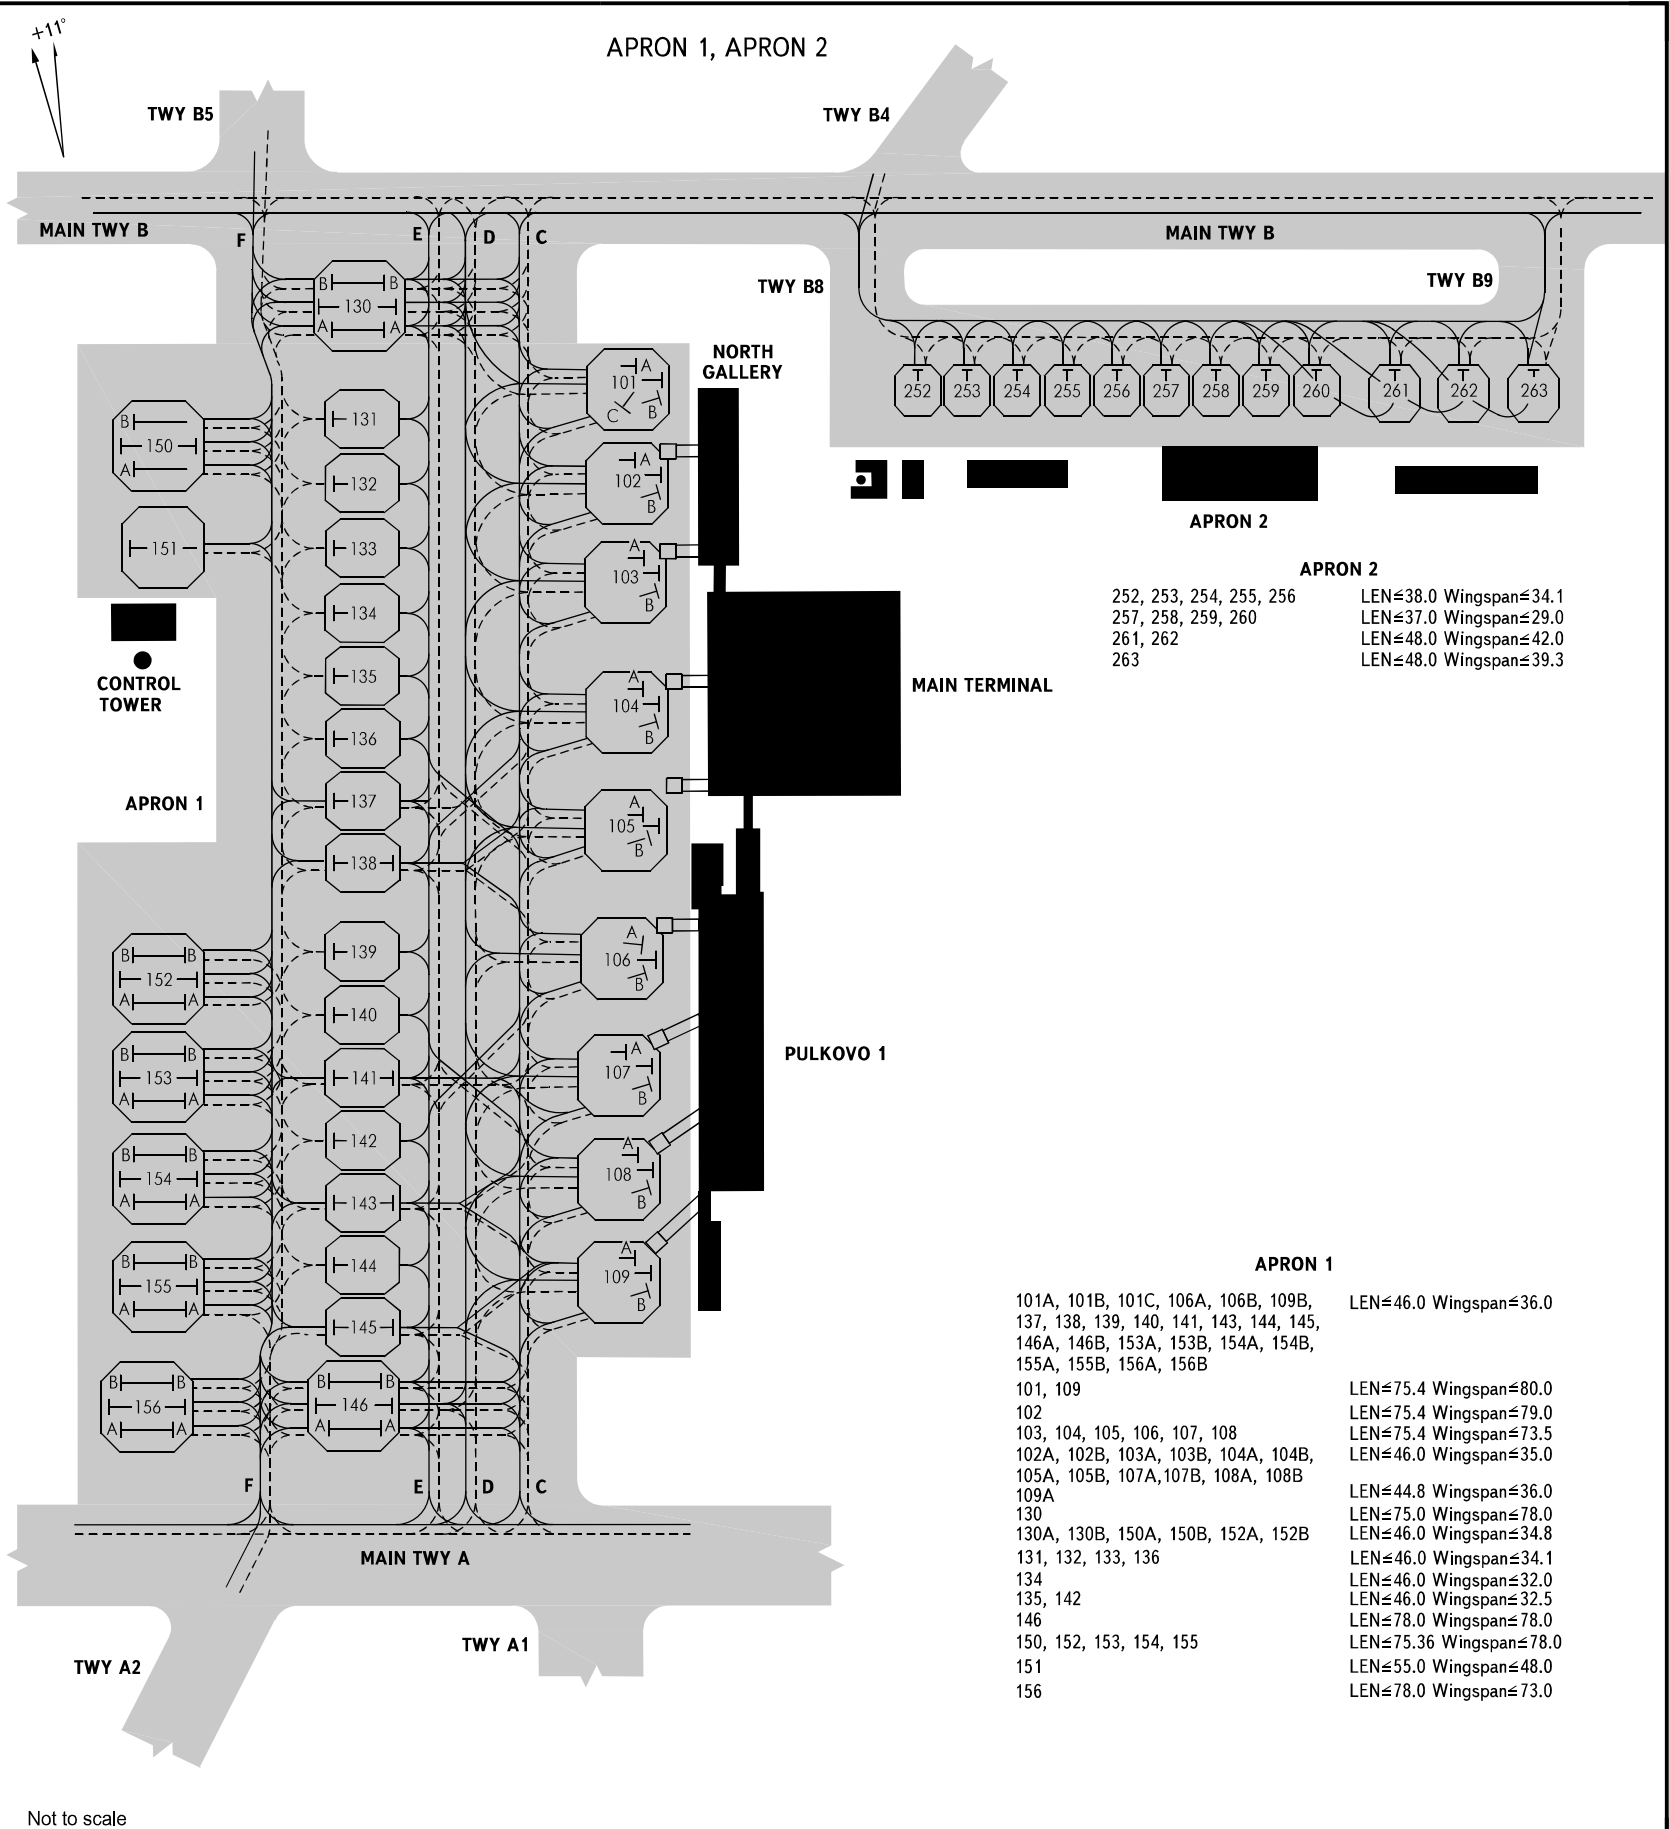 +11°
APRON 1, APRON 2
TWY B5
TWY B4
MAIN TWY B
F
E
D
C
MAIN TWY B
TWY B8
TWY B9
B B
130
A A
NORTH
GALLERY
A
101
C B
252 253 254 255 256 257 258 259 260 261 262 263
131
B
150
A
A
102
B
132
APRON 2
151
133
A
103
B
134
CONTROL
TOWER
135
A
104
B
MAIN TERMINAL
136
APRON 1
137
A
105
B
138
139
A
106
B
B B
152
A A
140
B B
153
A A
141
A
107
B
PULKOVO 1
142
B B
154
A A
A
108
B
143
B B
155
A A
144
A
109
B
145
B B
156
A A
B B
146
A A
F
E
D
C
MAIN TWY A
TWY A1
TWY A2
APRON 2
252, 253, 254, 255, 256 LEN≤38.0 Wingspan≤34.1
257, 258, 259, 260 LEN≤37.0 Wingspan≤29.0
261, 262 LEN≤48.0 Wingspan≤42.0
263 LEN≤48.0 Wingspan≤39.3
APRON 1
101A, 101B, 101C, 106A, 106B, 109B, LEN≤46.0 Wingspan≤36.0
137, 138, 139, 140, 141, 143, 144, 145,
146A, 146B, 153A, 153B, 154A, 154B,
155A, 155B, 156A, 156B
101, 109 LEN≤75.4 Wingspan≤80.0
102 LEN≤75.4 Wingspan≤79.0
103, 104, 105, 106, 107, 108 LEN≤75.4 Wingspan≤73.5
102A, 102B, 103A, 103B, 104A, 104B, LEN≤46.0 Wingspan≤35.0
105A, 105B, 107A,107B, 108A, 108B
109A LEN≤44.8 Wingspan≤36.0
130 LEN≤75.0 Wingspan≤78.0
130A, 130B, 150A, 150B, 152A, 152B LEN≤46.0 Wingspan≤34.8
131, 132, 133, 136 LEN≤46.0 Wingspan≤34.1
134 LEN≤46.0 Wingspan≤32.0
135, 142 LEN≤46.0 Wingspan≤32.5
146 LEN≤78.0 Wingspan≤78.0
150, 152, 153, 154, 155 LEN≤75.36 Wingspan≤78.0
151 LEN≤55.0 Wingspan≤48.0
156 LEN≤78.0 Wingspan≤73.0
Not to scale